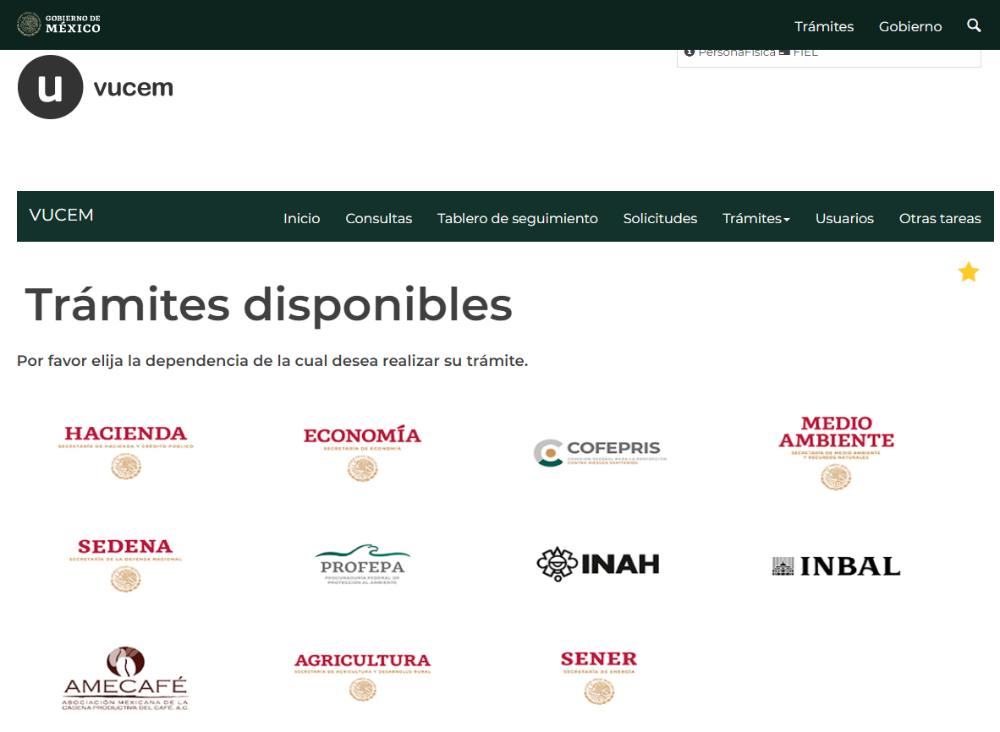 GOBIERNO DE
MÉXICO
Trámites
Gobierno
PersonaFisica
FIEL
u
vucem
VUCEM
Inicio
Consultas
Tablero de seguimiento
Solicitudes
Trámites
Usuarios
Otras tareas
Trámites disponibles
Por favor elija la dependencia de la cual desea realizar su trámite.
HACIENDA
SECRETARÍA DE HACIENDA Y CRÉDITO PÚBLICO
ECONOMÍA
SECRETARÍA DE ECONOMÍA
COFEPRIS
COMISIÓN FEDERAL PARA LA PROTECCIÓN
CONTRA RIESGOS SANITARIOS
MEDIO
AMBIENTE
SECRETARÍA DE MEDIO AMBIENTE
Y RECURSOS NATURALES
SEDENA
SECRETARÍA DE LA DEFENSA NACIONAL
PROFEPA
PROCURADURÍA FEDERAL DE
PROTECCIÓN AL AMBIENTE
INAH
INBAL
AMECAFÉ
ASOCIACIÓN MEXICANA DE LA
CADENA PRODUCTIVA DEL CAFÉ, A.C.
AGRICULTURA
SECRETARÍA DE AGRICULTURA Y DESARROLLO RURAL
SENER
SECRETARÍA DE ENERGÍA